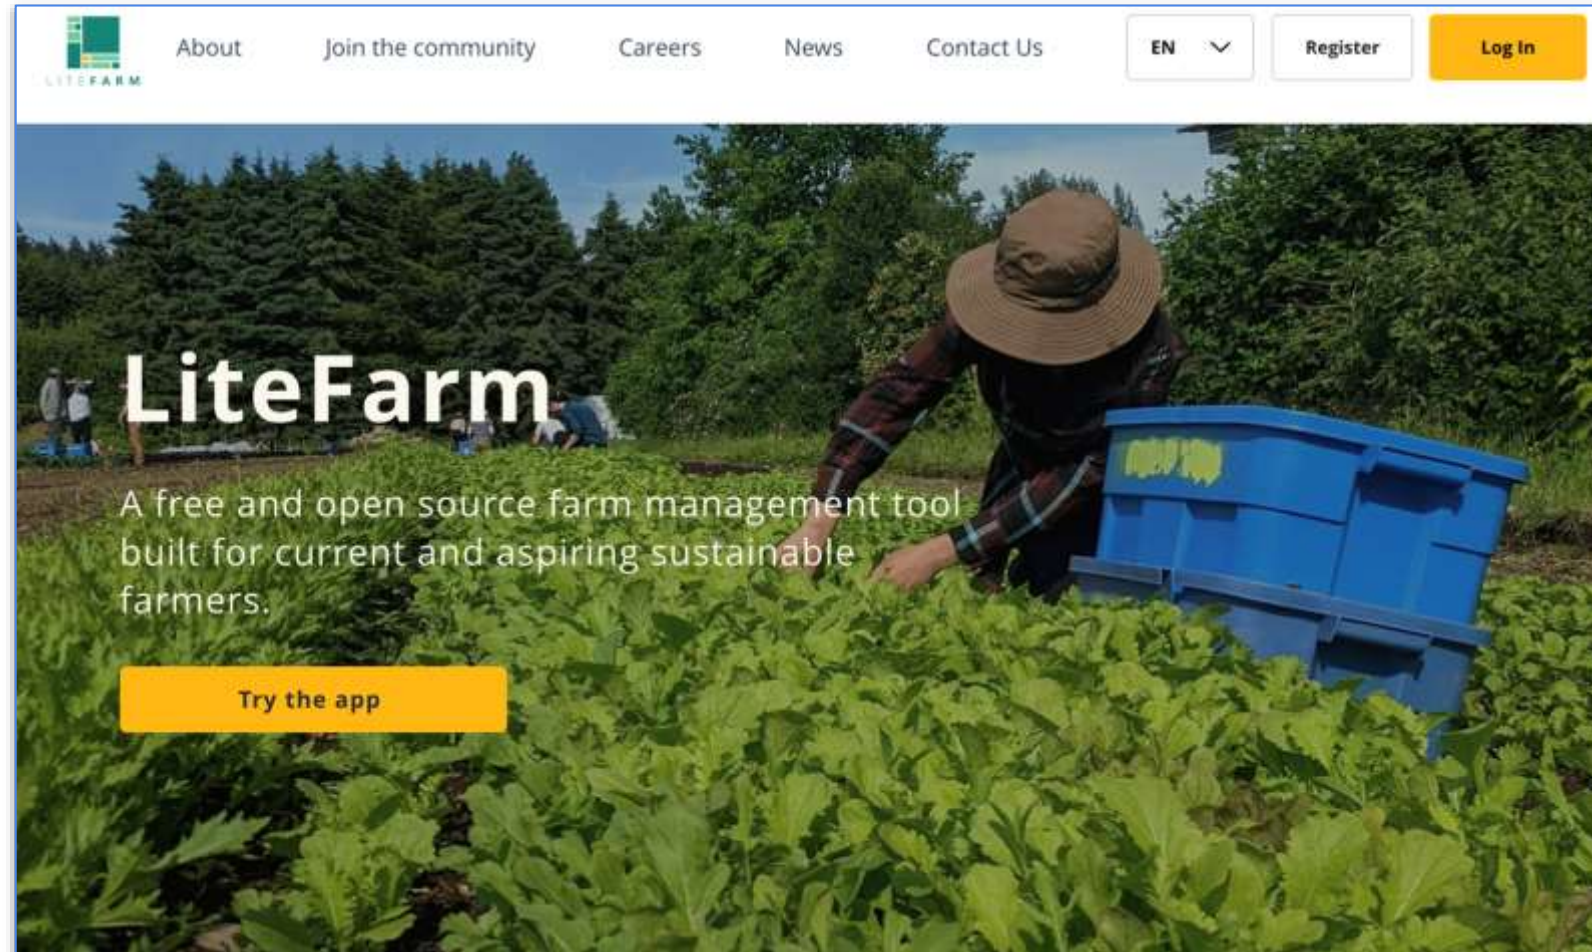 LITEFARM
About
Join the community
Careers
News
Contact Us
EN
Register
Log In
LiteFarm
A free and open source farm management tool
built for current and aspiring sustainable
farmers.
Try the app